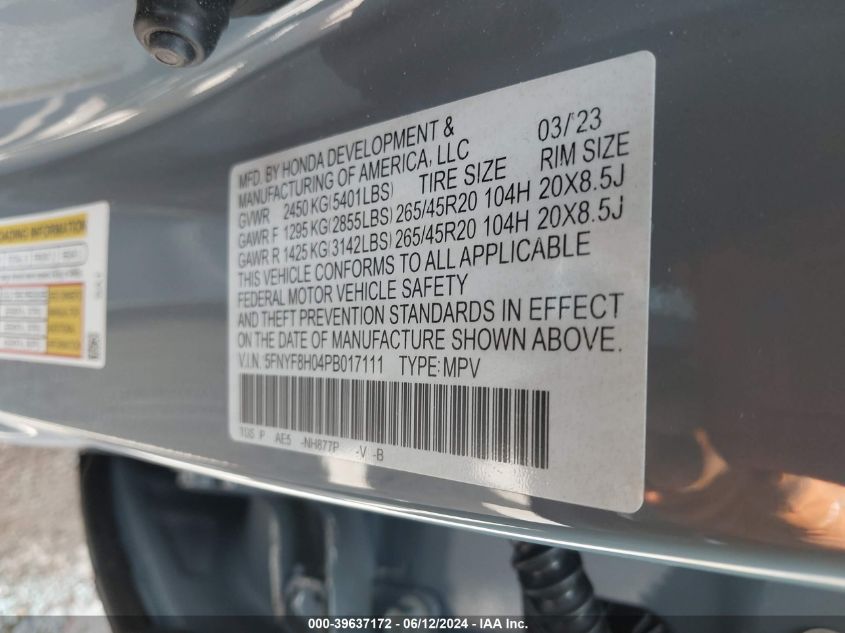 MFD. BY HONDA DEVELOPMENT & 03/'23
MANUFACTURING OF AMERICA, LLC
GVWR 2450 KG(5401LBS) TIRE SIZE RIM SIZE
GAWR F 1295 KG(2855LBS) 265/45R20 104H 20X8.5J
GAWR R 1425 KG(3142LBS) 265/45R20 104H 20X8.5J
THIS VEHICLE CONFORMS TO ALL APPLICABLE
FEDERAL MOTOR VEHICLE SAFETY
AND THEFT PREVENTION STANDARDS IN EFFECT
ON THE DATE OF MANUFACTURE SHOWN ABOVE.
V.I.N. 5FNYF8H04PB017111 TYPE: MPV
AE5 -NH877P -V -B
LOADING INFORMATION
000-39637172 - 06/12/2024 - IAA Inc.